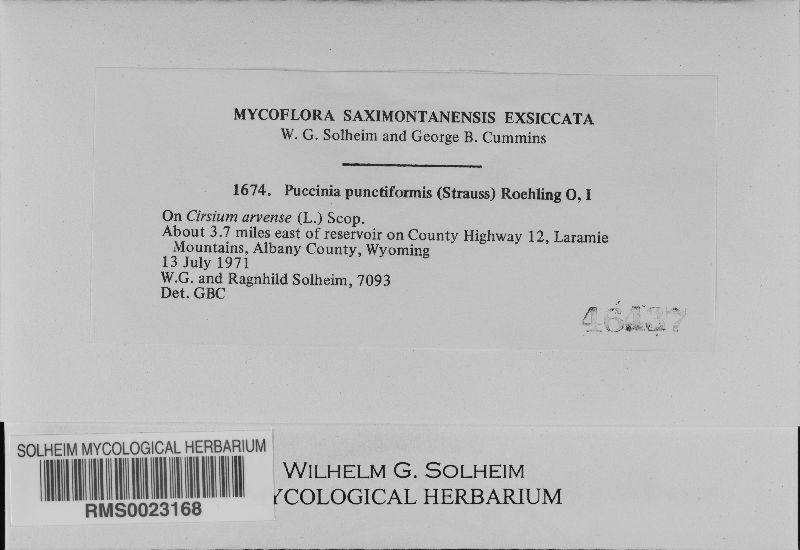 MYCOFLORA SAXIMONTANENSIS EXSICCATA
W. G. Solheim and George B. Cummins
1674. Puccinia punctiformis (Strauss) Roehling O, I
On Cirsium arvense (L.) Scop.
About 3.7 miles east of reservoir on County Highway 12, Laramie
Mountains, Albany County, Wyoming
13 July 1971
W.G. and Ragnhild Solheim, 7093
Det. GBC
46437
SOLHEIM MYCOLOGICAL HERBARIUM
RMS0023168
WILHELM G. SOLHEIM
YCOLOGICAL HERBARIUM